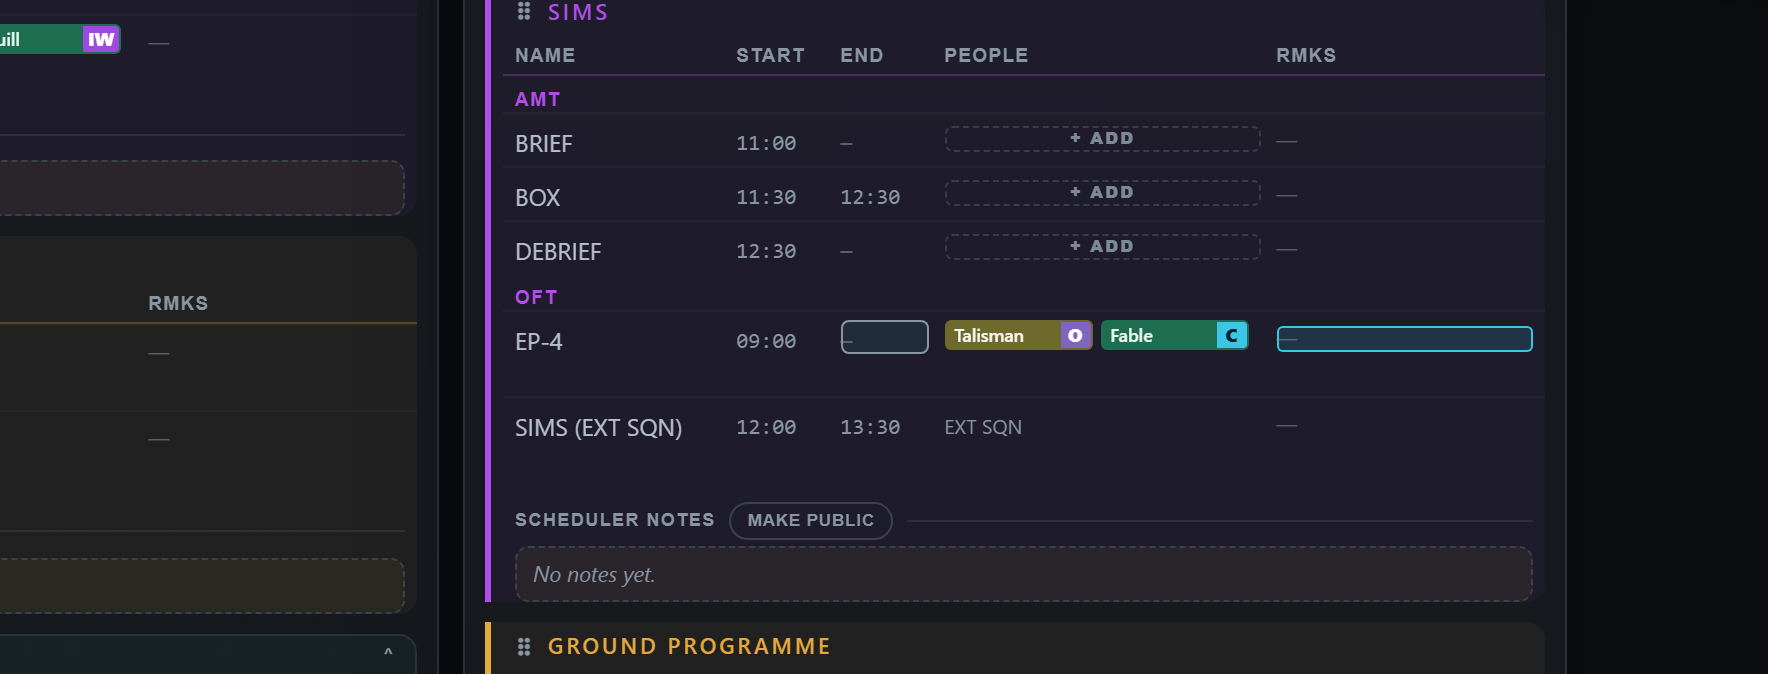 uill IW —
RMKS
—
—
^
SIMS
NAME START END PEOPLE RMKS
AMT
BRIEF 11:00 – + ADD —
BOX 11:30 12:30 + ADD —
DEBRIEF 12:30 – + ADD —
OFT
EP-4 09:00 – Talisman O Fable C —
SIMS (EXT SQN) 12:00 13:30 EXT SQN —
SCHEDULER NOTES MAKE PUBLIC
No notes yet.
GROUND PROGRAMME